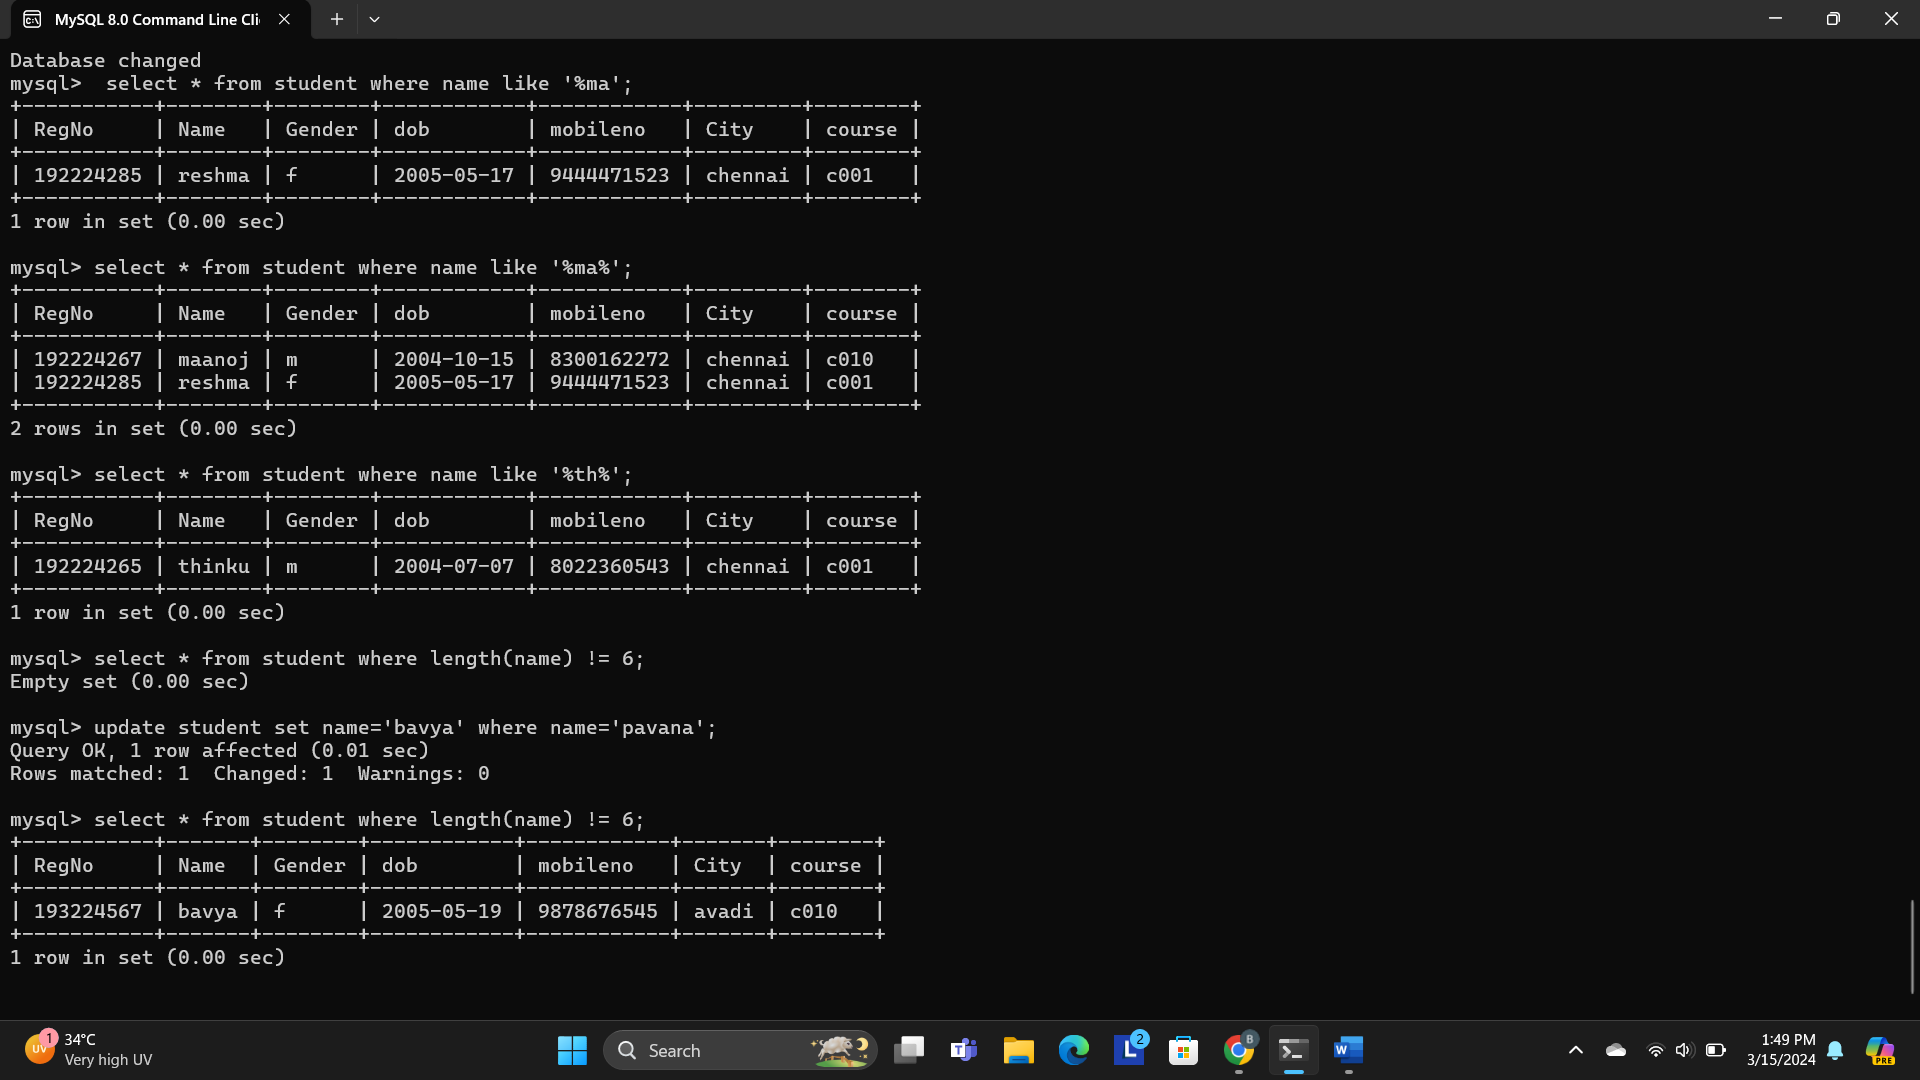 MySQL 8.0 Command Line Cli
Database changed
mysql>  select * from student where name like '%ma';
+-----------+--------+--------+------------+------------+---------+--------+
| RegNo     | Name   | Gender | dob        | mobileno   | City    | course |
+-----------+--------+--------+------------+------------+---------+--------+
| 192224285 | reshma | f      | 2005-05-17 | 9444471523 | chennai | c001   |
+-----------+--------+--------+------------+------------+---------+--------+
1 row in set (0.00 sec)
mysql> select * from student where name like '%ma%';
+-----------+--------+--------+------------+------------+---------+--------+
| RegNo     | Name   | Gender | dob        | mobileno   | City    | course |
+-----------+--------+--------+------------+------------+---------+--------+
| 192224267 | maanoj | m      | 2004-10-15 | 8300162272 | chennai | c010   |
| 192224285 | reshma | f      | 2005-05-17 | 9444471523 | chennai | c001   |
+-----------+--------+--------+------------+------------+---------+--------+
2 rows in set (0.00 sec)
mysql> select * from student where name like '%th%';
+-----------+--------+--------+------------+------------+---------+--------+
| RegNo     | Name   | Gender | dob        | mobileno   | City    | course |
+-----------+--------+--------+------------+------------+---------+--------+
| 192224265 | thinku | m      | 2004-07-07 | 8022360543 | chennai | c001   |
+-----------+--------+--------+------------+------------+---------+--------+
1 row in set (0.00 sec)
mysql> select * from student where length(name) != 6;
Empty set (0.00 sec)
mysql> update student set name='bavya' where name='pavana';
Query OK, 1 row affected (0.01 sec)
Rows matched: 1  Changed: 1  Warnings: 0
mysql> select * from student where length(name) != 6;
+-----------+-------+--------+------------+------------+-------+--------+
| RegNo     | Name  | Gender | dob        | mobileno   | City  | course |
+-----------+-------+--------+------------+------------+-------+--------+
| 193224567 | bavya | f      | 2005-05-19 | 9878676545 | avadi | c010   |
+-----------+-------+--------+------------+------------+-------+--------+
1 row in set (0.00 sec)
UV 1 34°C
Very high UV
Search
T
L 2
B
W
1:49 PM
3/15/2024
PRE